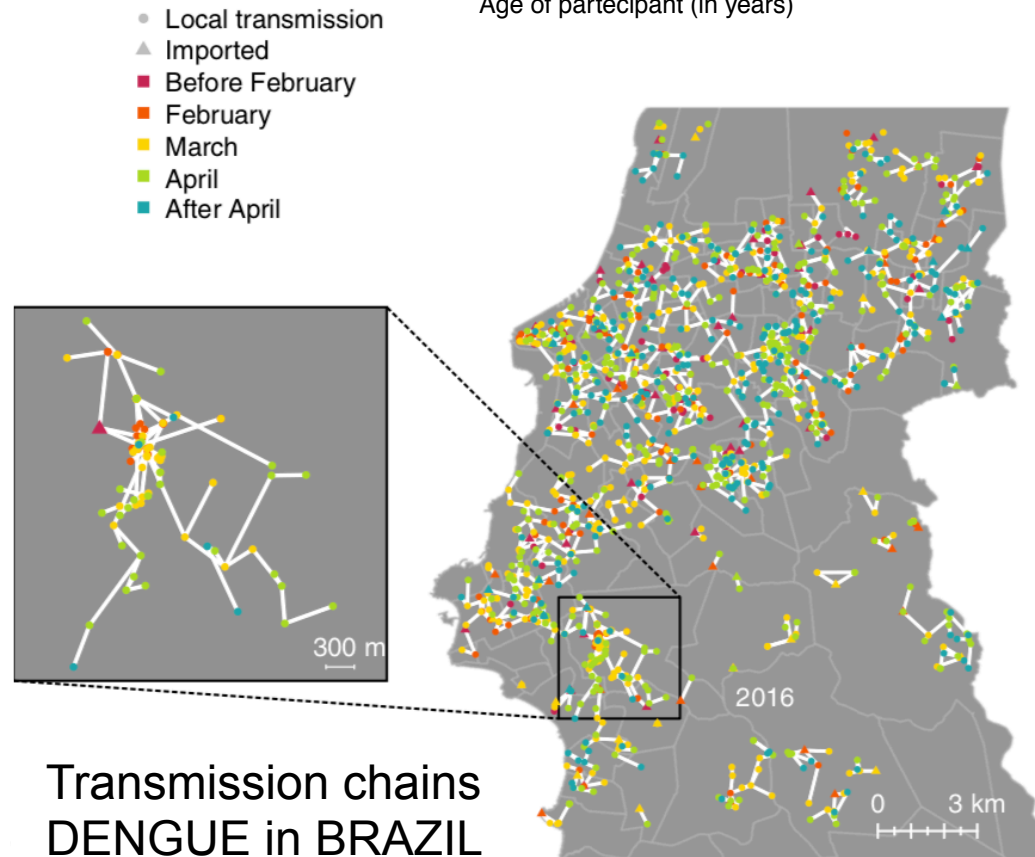 Age of partecipant (in years)
Local transmission
Imported
Before February
February
March
April
After April
300 m
2016
0 3 km
Transmission chains
DENGUE in BRAZIL